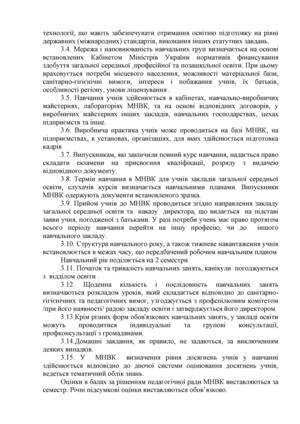 технології, що мають забезпечувати отримання освітню підготовку на рівні
державних (міжнародних) стандартів, виконання інших статутних завдань.
3.4. Мережа і наповнюваність навчальних груп визначається на основі
встановлених Кабінетом Міністрів України нормативів фінансування
здобуття загальної середньої ,професійної та позашкільної освіти. При цьому
враховується потреби місцевого населення, можливості матеріальної бази,
санітарно-гігієнічні вимоги, інтереси і побажання учнів, їх батьків,
особливості регіону, умови ліцензування .
3.5. Навчання учнів здійснюється в кабінетах, навчально-виробничих
майстернях, лабораторіях МНВК, та на основі відповідних договорів, у
виробничих майстернях інших закладів, навчальних господарствах, цехах
підприємств та інше.
3.6. Виробнича практика учнів може проводиться на базі МНВК, на
підприємствах, в установах, організаціях, для яких здійснюється підготовка
кадрів
3.7. Випускникам, які закінчили повний курс навчання, надається право
складати екзамени на присвоєння кваліфікації, розряду з видачею
відповідного документу.
3.8. Термін навчання в МНВК для учнів закладів загальної середньої
освіти, слухачів курсів визначається навчальними планами. Випускники
МНВК одержують документи встановленого зразка.
3.9. Прийом учнів до МНВК проводиться згідно направлення закладу
загальної середньої освіти та наказу директора, що видається на підставі
заяви учня, погодженої з батьками. У разі потреби учень має право протягом
всього періоду навчання перейти на іншу професію, чи до іншого
навчального закладу.
3.10. Структура навчального року, а також тижневе навантаження учнів
встановлюється в межах часу, що передбачений робочим навчальним планом
Навчальний рік поділяється на 2 семестри.
3.11. Початок та тривалість навчальних занять, канікули погоджуються
з відділом освіти .
3.12. Щоденна кількість і послідовність навчальних занять
визначаються розкладом уроків, який складається відповідно до санітарно-
гігієнічних та педагогічних вимог, узгоджується з профспілковим комітетом
/при його наявності/ радою закладу освіти і затверджується його директором.
3.13.Крім різних форм обов'язкових навчальних занять, у закладі освіти
можуть проводитися індивідуальні та групові консультації,
профконсультації з громадянами.
3.14.Домашні завдання, як правило, не задаються, за виключенням
деяких випадків.
3.15. У МНВК визначення рівня досягнень учнів у навчанні
здійснюється відповідно до діючої системи оцінювання досягнень учнів,
ведеться тематичний облік знань.
Оцінки в балах за рішенням педагогічної ради МНВК виставляються за
семестр. Річні підсумкові оцінки виставляються обов'язково.